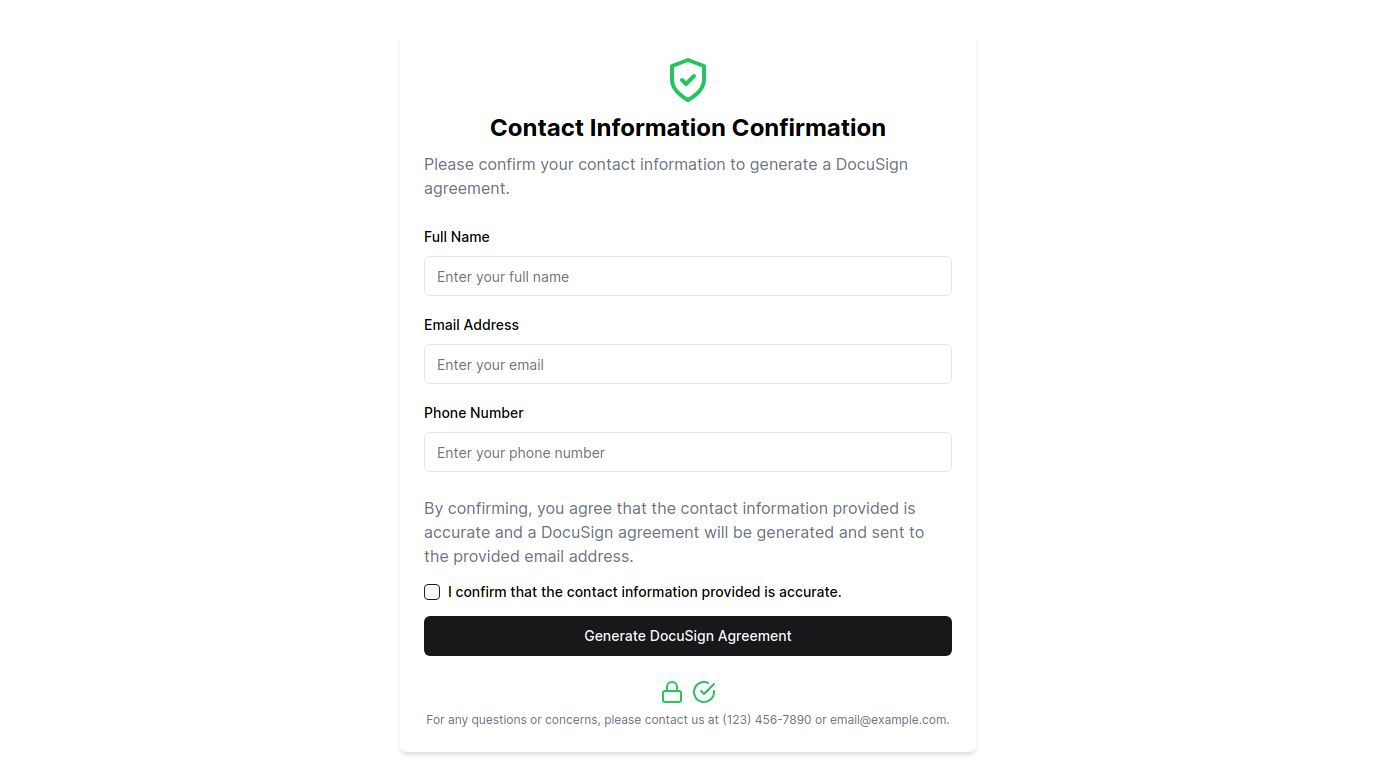 Contact Information Confirmation
Please confirm your contact information to generate a DocuSign
agreement.
Full Name
Enter your full name
Email Address
Enter your email
Phone Number
Enter your phone number
By confirming, you agree that the contact information provided is
accurate and a DocuSign agreement will be generated and sent to
the provided email address.
I confirm that the contact information provided is accurate.
Generate DocuSign Agreement
For any questions or concerns, please contact us at (123) 456-7890 or email@example.com.